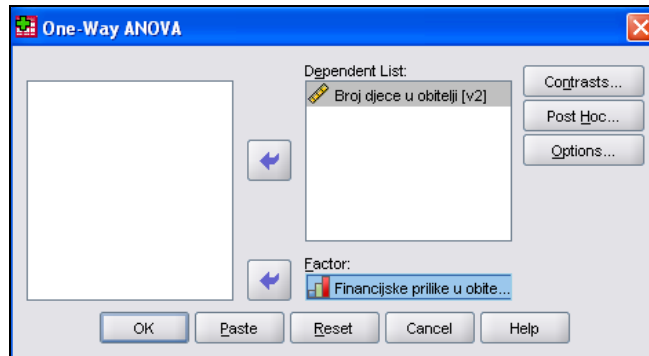 One-Way ANOVA
Dependent List:
Broj djece u obitelji [v2]
Contrasts...
Post Hoc...
Options...
Factor:
Financijske prilike u obite...
OK
Paste
Reset
Cancel
Help